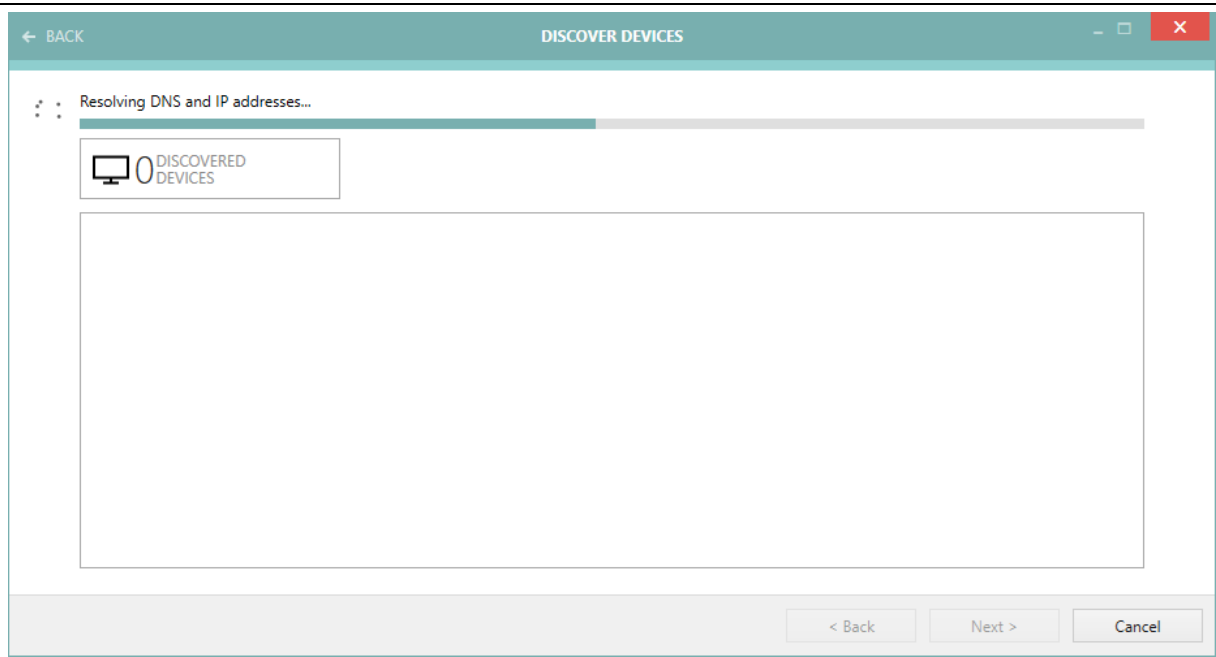 ← BACK
DISCOVER DEVICES
Resolving DNS and IP addresses...
0 DISCOVERED
DEVICES
< Back
Next >
Cancel